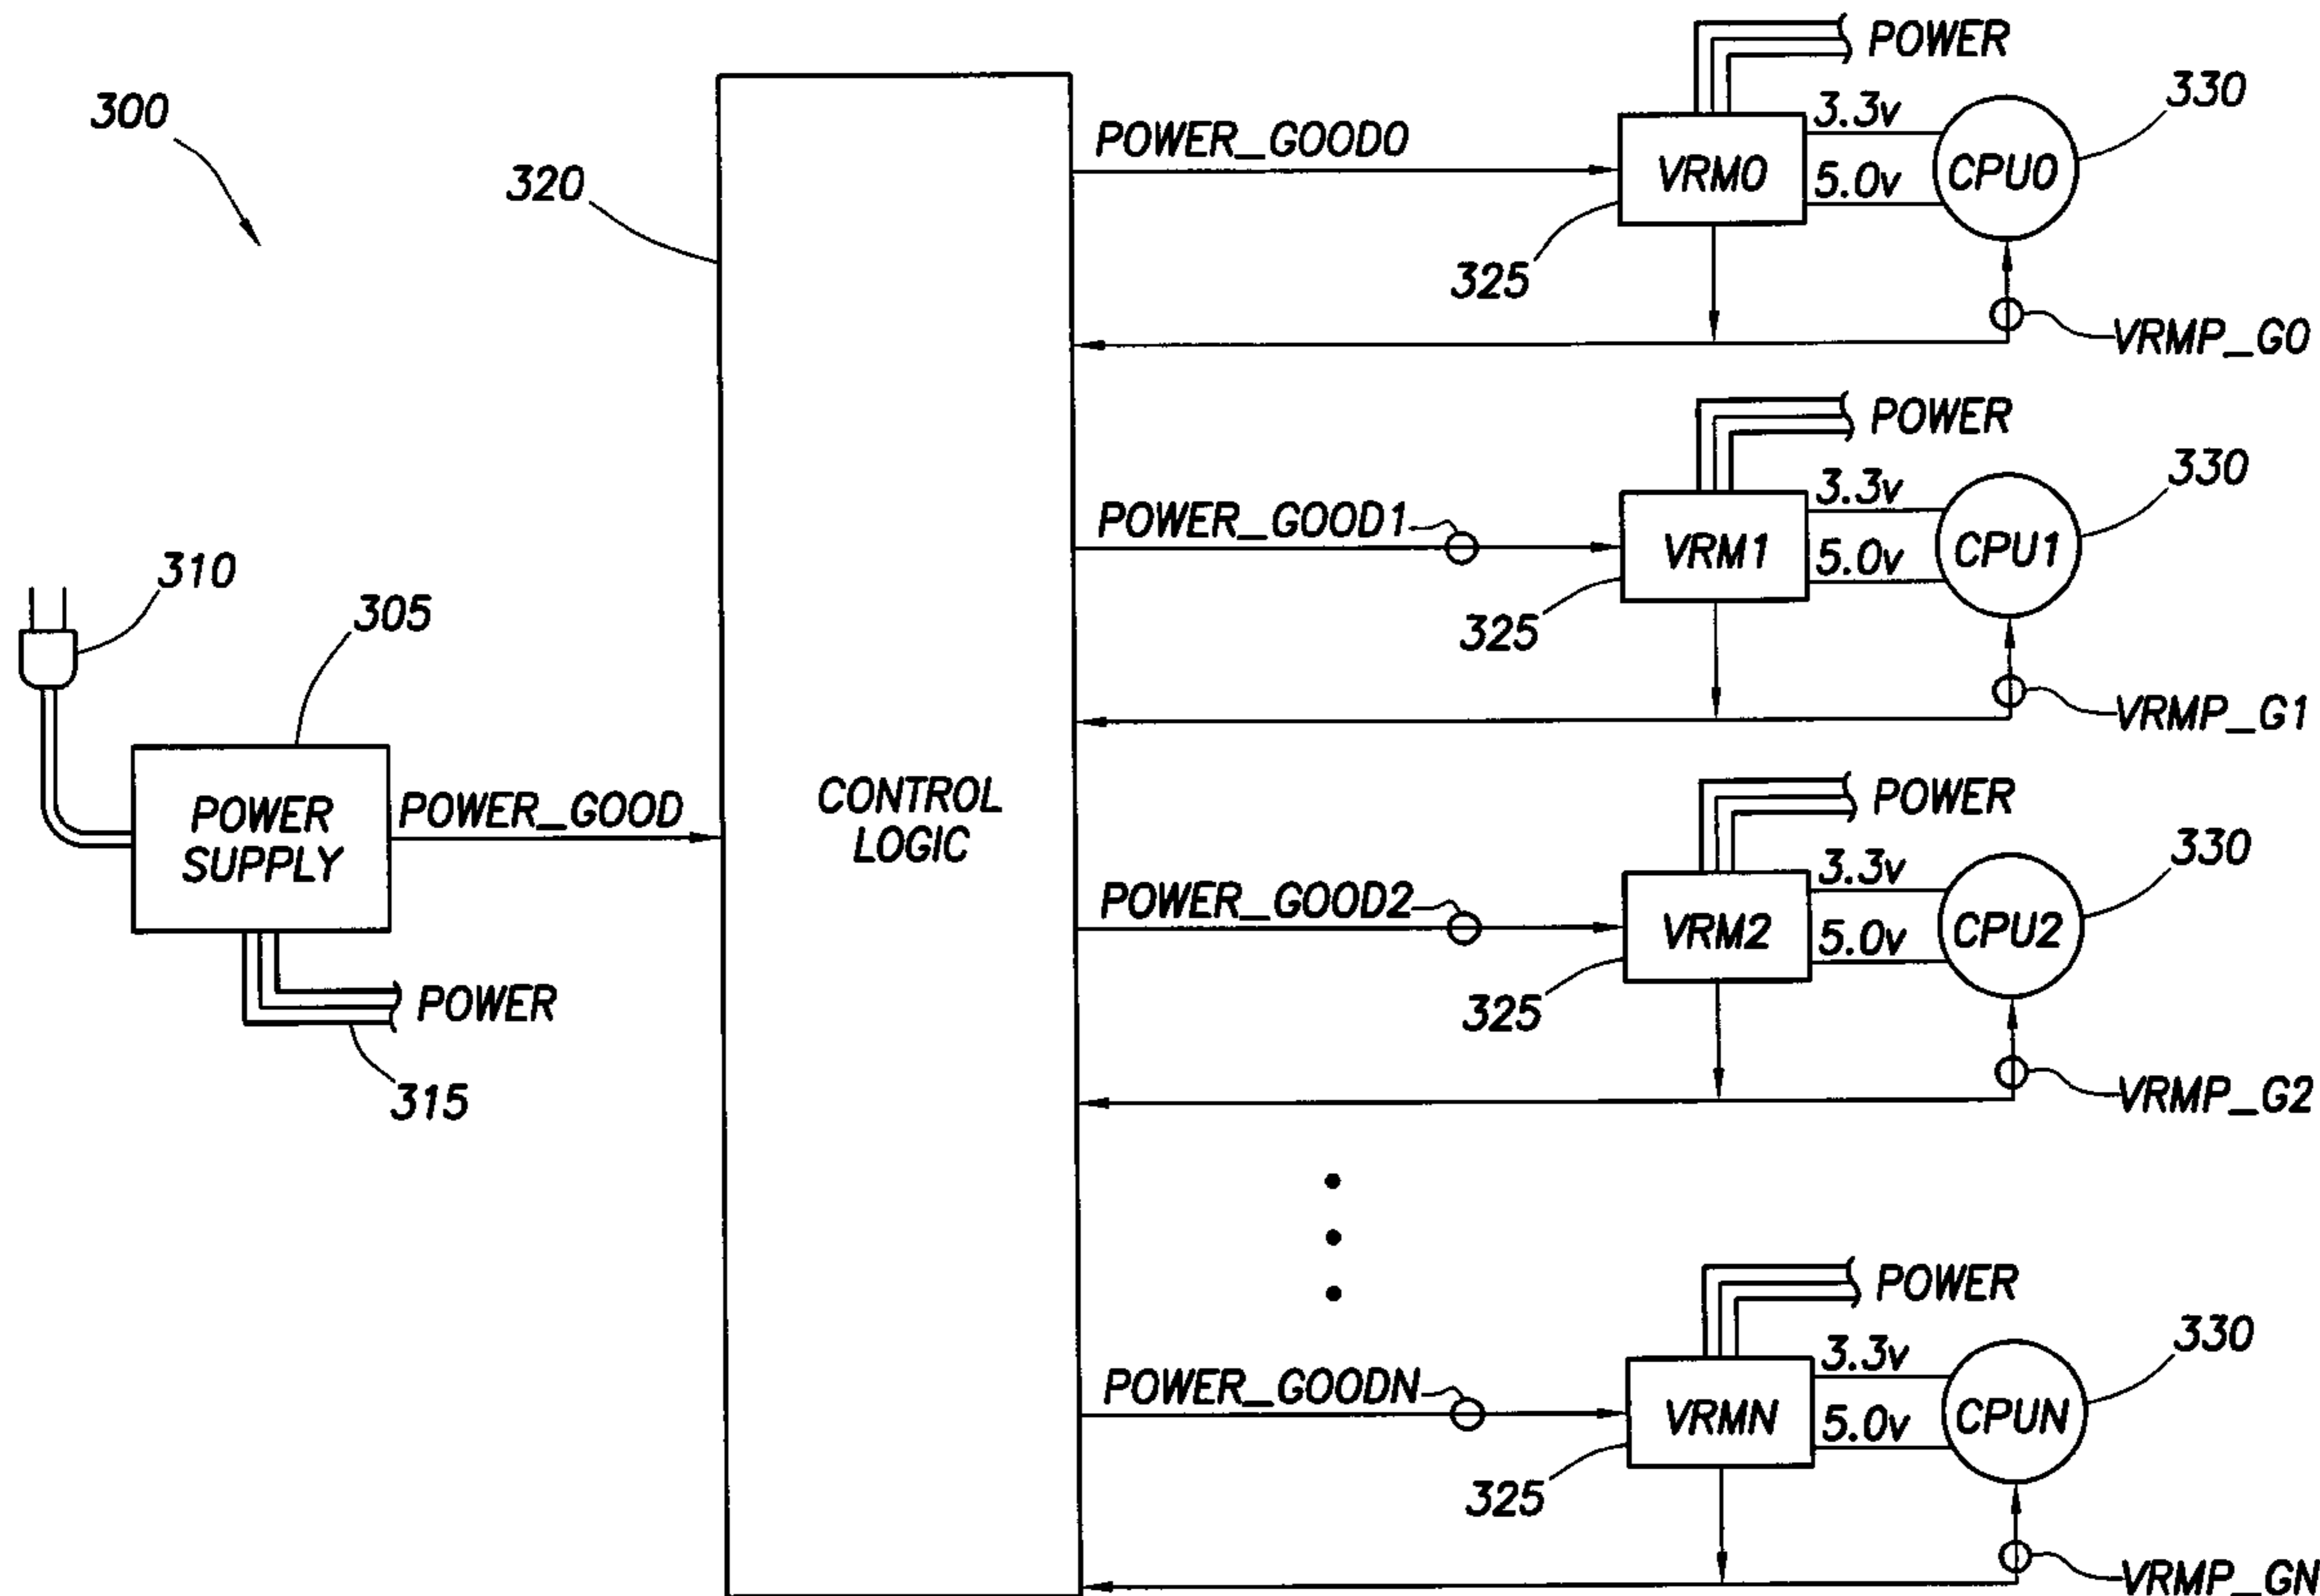 300
320
POWER_GOOD0
POWER
VRM0
3.3v
5.0v
CPU0
330
325
VRMP_G0
POWER_GOOD1
POWER
VRM1
3.3v
5.0v
CPU1
330
325
VRMP_G1
310
305
POWER
SUPPLY
POWER_GOOD
POWER
315
CONTROL
LOGIC
POWER_GOOD2
POWER
VRM2
3.3v
5.0v
CPU2
330
325
VRMP_G2
POWER_GOODN
POWER
VRMN
3.3v
5.0v
CPUN
330
325
VRMP_GN